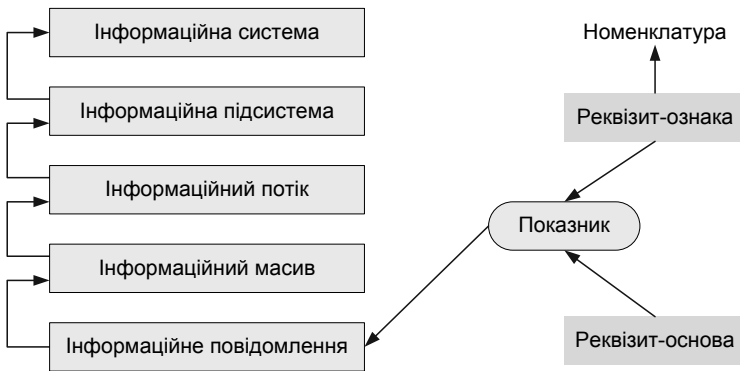 Інформаційна система
Номенклатура
Інформаційна підсистема
Реквізит-ознака
Інформаційний потік
Показник
Інформаційний масив
Інформаційне повідомлення
Реквізит-основа